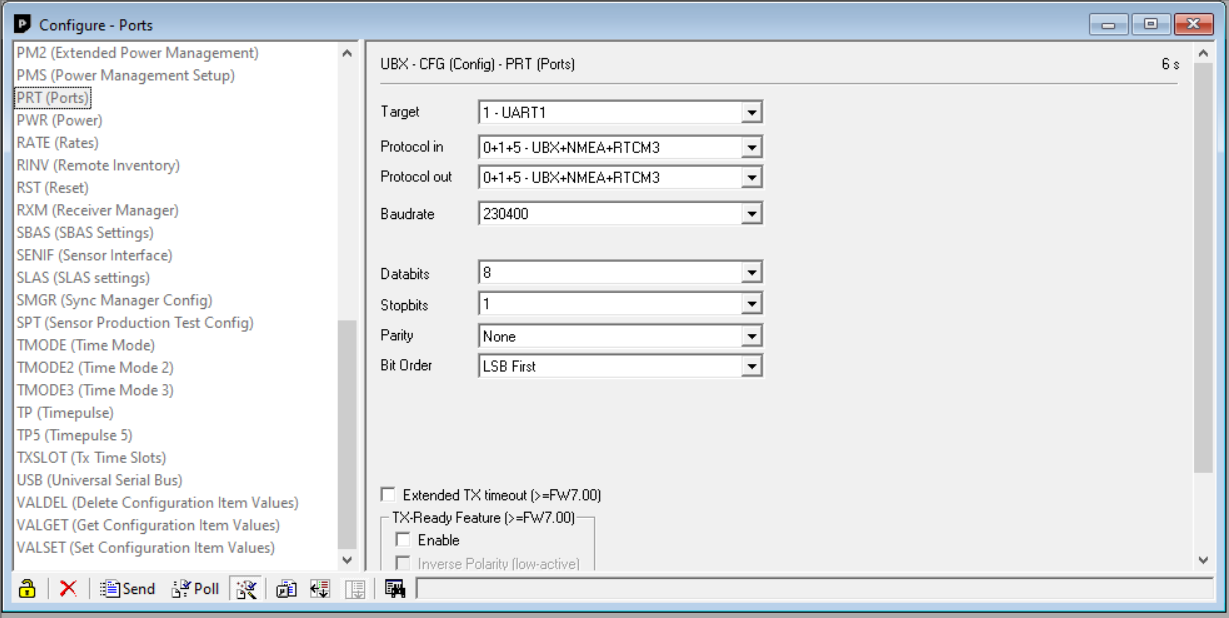 Configure - Ports
PM2 (Extended Power Management)
PMS (Power Management Setup)
PRT (Ports)
PWR (Power)
RATE (Rates)
RINV (Remote Inventory)
RST (Reset)
RXM (Receiver Manager)
SBAS (SBAS Settings)
SENIF (Sensor Interface)
SLAS (SLAS settings)
SMGR (Sync Manager Config)
SPT (Sensor Production Test Config)
TMODE (Time Mode)
TMODE2 (Time Mode 2)
TMODE3 (Time Mode 3)
TP (Timepulse)
TP5 (Timepulse 5)
TXSLOT (Tx Time Slots)
USB (Universal Serial Bus)
VALDEL (Delete Configuration Item Values)
VALGET (Get Configuration Item Values)
VALSET (Set Configuration Item Values)
UBX - CFG (Config) - PRT (Ports) 6 s
Target 1 - UART1
Protocol in 0+1+5 - UBX+NMEA+RTCM3
Protocol out 0+1+5 - UBX+NMEA+RTCM3
Baudrate 230400
Databits 8
Stopbits 1
Parity None
Bit Order LSB First
Extended TX timeout (>=FW7.00)
TX-Ready Feature (>=FW7.00)
Enable
Inverse Polarity (low-active)
Send Poll